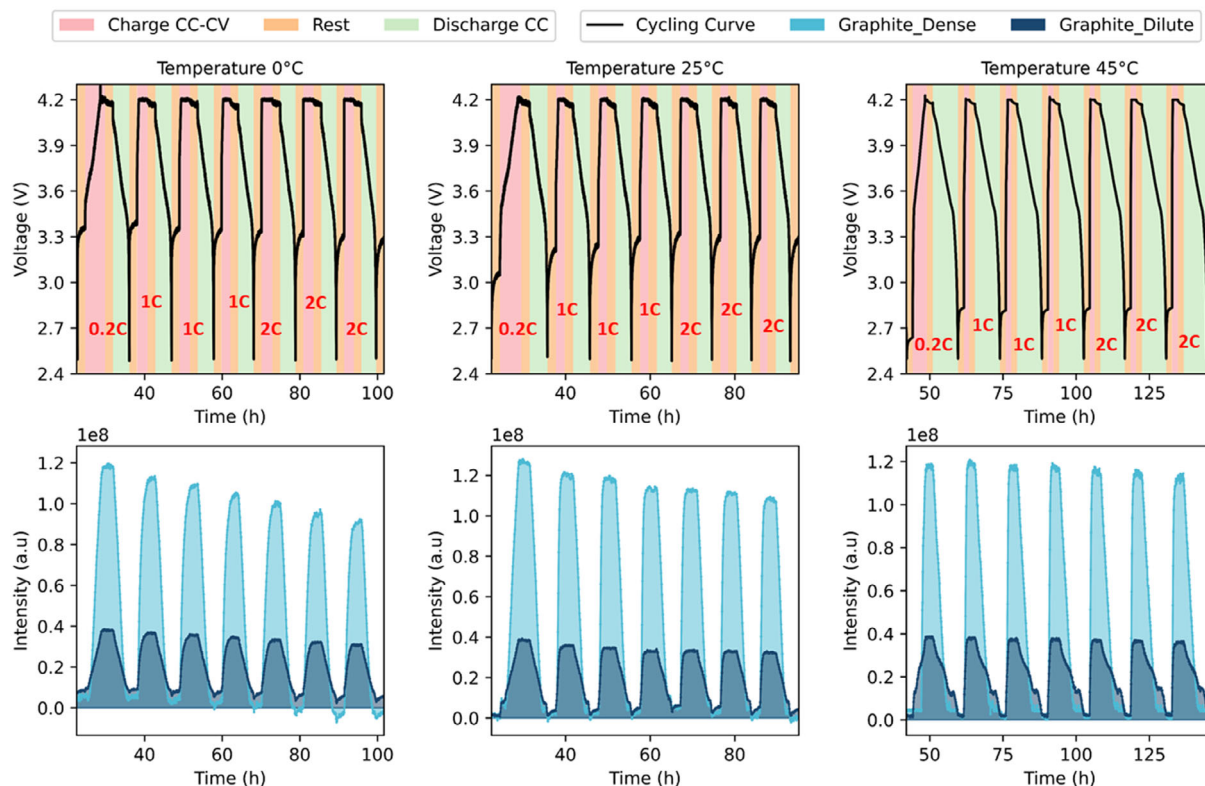 Charge CC-CV Rest Discharge CC Cycling Curve Graphite_Dense Graphite_Dilute
Temperature 0°C
4.2
3.9
3.6
3.3
3.0
2.7
2.4
Voltage (V)
0.2C
1C
1C
1C
2C
2C
2C
40 60 80 100
Time (h)
Temperature 25°C
4.2
3.9
3.6
3.3
3.0
2.7
2.4
Voltage (V)
0.2C
1C
1C
1C
2C
2C
2C
40 60 80
Time (h)
Temperature 45°C
4.2
3.9
3.6
3.3
3.0
2.7
2.4
Voltage (V)
0.2C
1C
1C
1C
2C
2C
2C
50 75 100 125
Time (h)
1e8
1.2
1.0
0.8
0.6
0.4
0.2
0.0
Intensity (a.u)
40 60 80 100
Time (h)
1e8
1.2
1.0
0.8
0.6
0.4
0.2
0.0
Intensity (a.u)
40 60 80
Time (h)
1e8
1.2
1.0
0.8
0.6
0.4
0.2
0.0
Intensity (a.u)
50 75 100 125
Time (h)